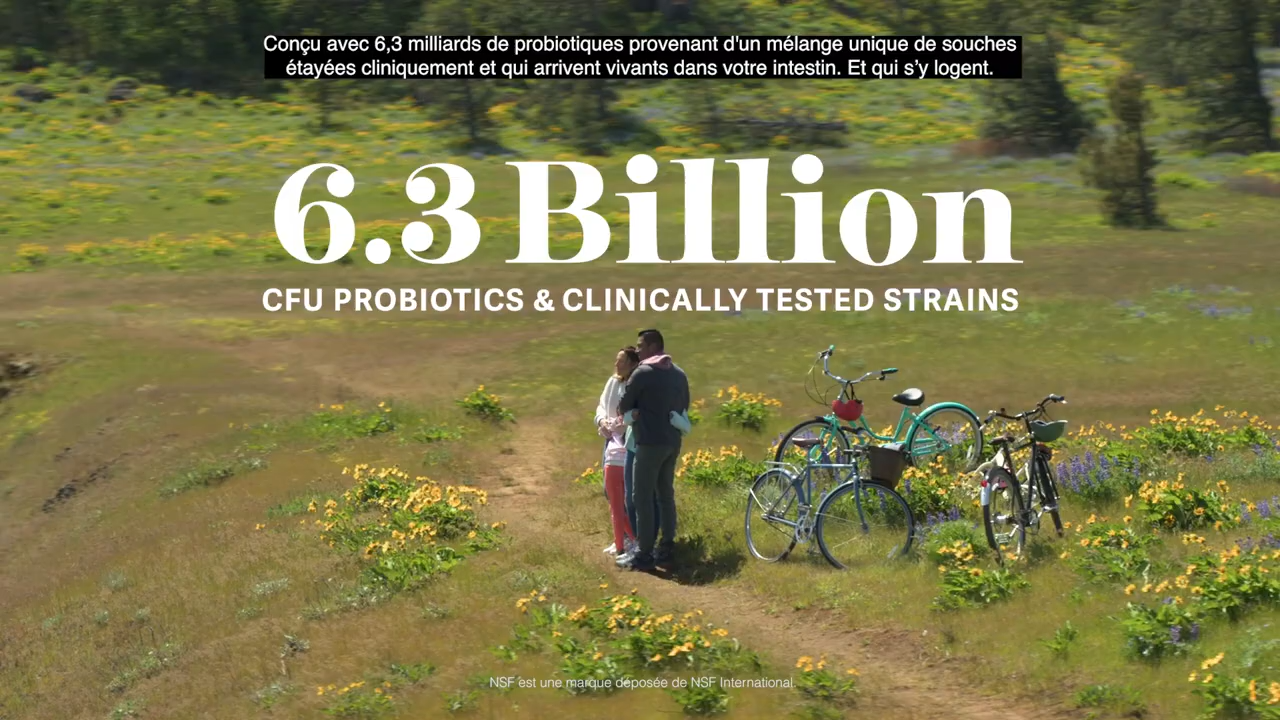 Conçu avec 6,3 milliards de probiotiques provenant d'un mélange unique de souches
étayées cliniquement et qui arrivent vivants dans votre intestin. Et qui s’y logent.
6.3 Billion
CFU PROBIOTICS & CLINICALLY TESTED STRAINS
NSF est une marque déposée de NSF International.